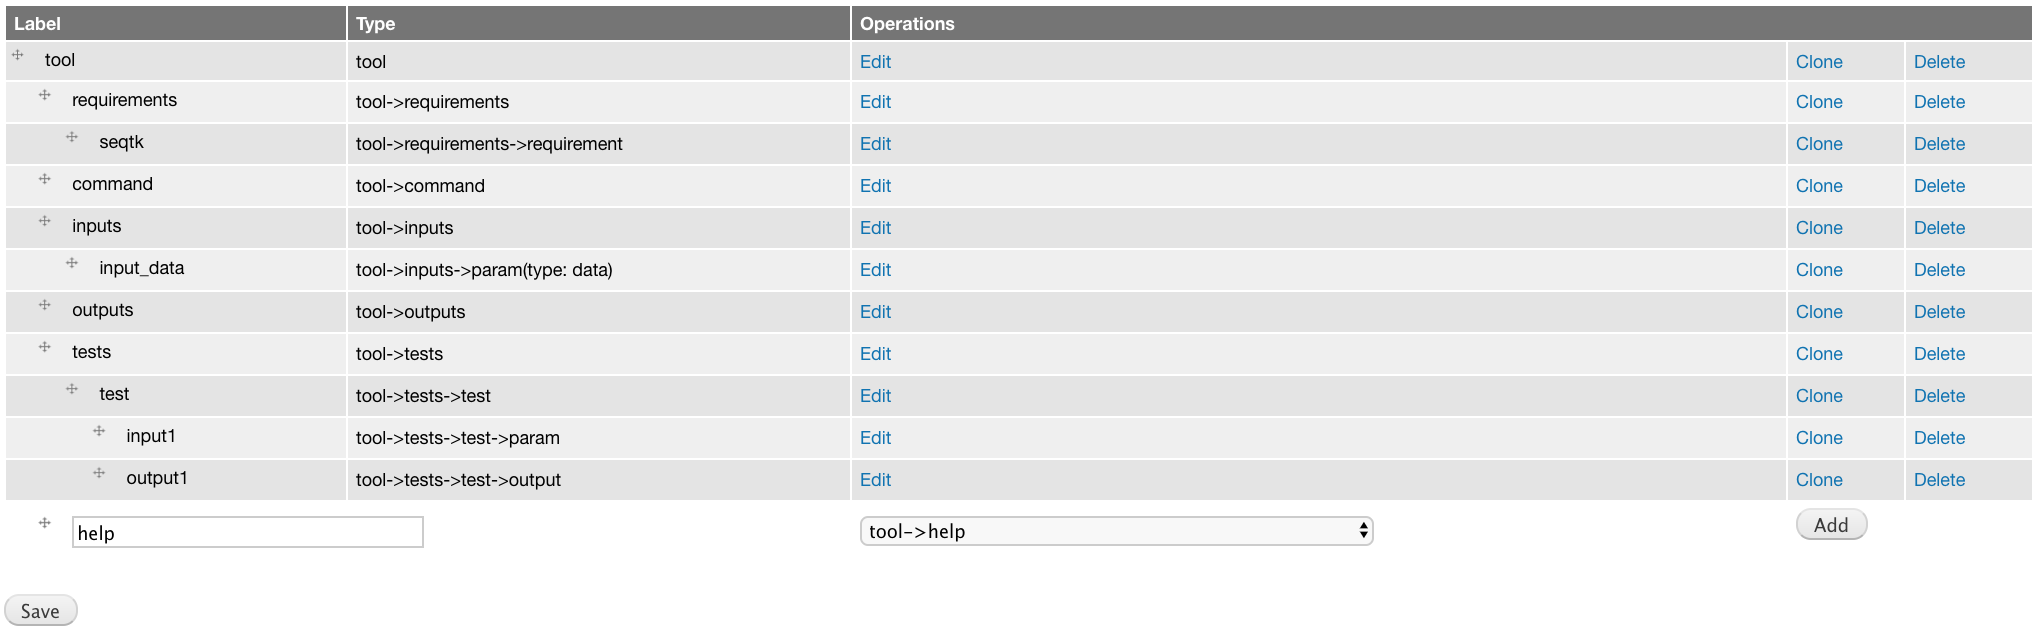 Label Type Operations
tool tool Edit Clone Delete
requirements tool->requirements Edit Clone Delete
seqtk tool->requirements->requirement Edit Clone Delete
command tool->command Edit Clone Delete
inputs tool->inputs Edit Clone Delete
input_data tool->inputs->param(type: data) Edit Clone Delete
outputs tool->outputs Edit Clone Delete
tests tool->tests Edit Clone Delete
test tool->tests->test Edit Clone Delete
input1 tool->tests->test->param Edit Clone Delete
output1 tool->tests->test->output Edit Clone Delete
help tool->help Add
Save